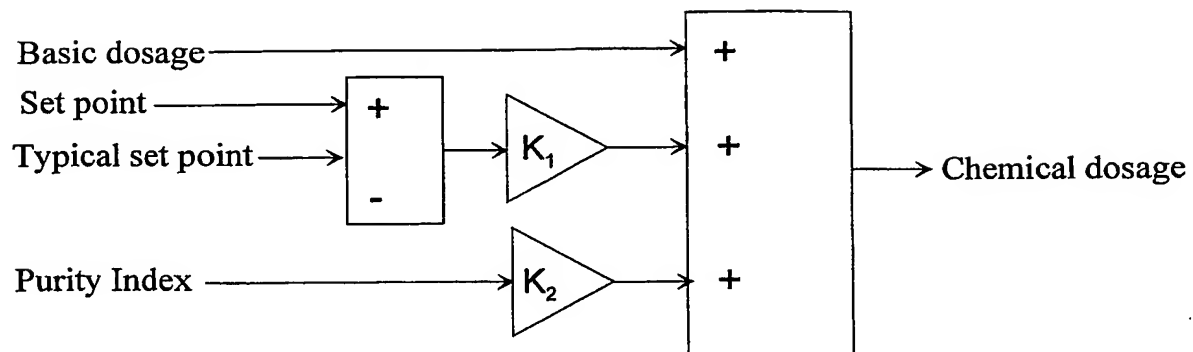 Basic dosage
+
Set point
+
Typical set point
K₁
+
Chemical dosage
-
Purity Index
K₂
+